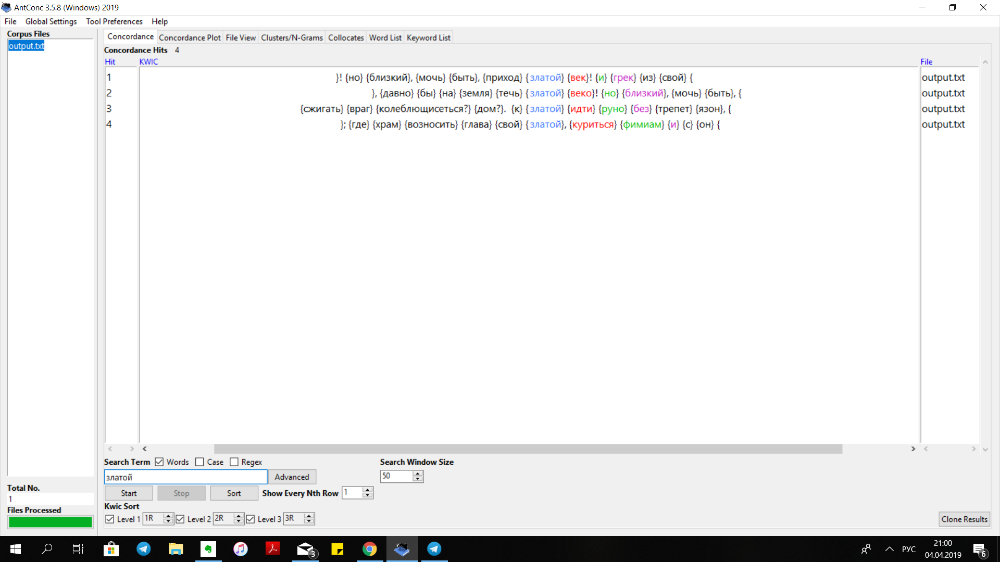 AntConc 3.5.8 (Windows) 2019
File Global Settings Tool Preferences Help
Corpus Files
output.txt
Concordance Concordance Plot File View Clusters/N-Grams Collocates Word List Keyword List
Concordance Hits 4
Hit KWIC File
1 }! {но} {близкий}, {мочь} {быть}, {приход} {златой} {век}! {и} {грек} {из} {свой} { output.txt
2 }, {давно} {бы} {на} {земля} {течь} {златой} {веко}! {но} {близкий}, {мочь} {быть}, { output.txt
3 {сжигать} {враг} {колеблющисеться?} {дом?}. {к} {златой} {идти} {руно} {без} {трепет} {язон}, { output.txt
4 }; {где} {храм} {возносить} {глава} {свой} {златой}, {куриться} {фимиам} {и} {с} {он} { output.txt
Search Term Words Case Regex Search Window Size
златой Advanced 50
Start Stop Sort Show Every Nth Row 1
Kwic Sort
Level 1 1R Level 2 2R Level 3 3R Clone Results
Total No.
1
Files Processed
3 РУС 21:00
04.04.2019 6